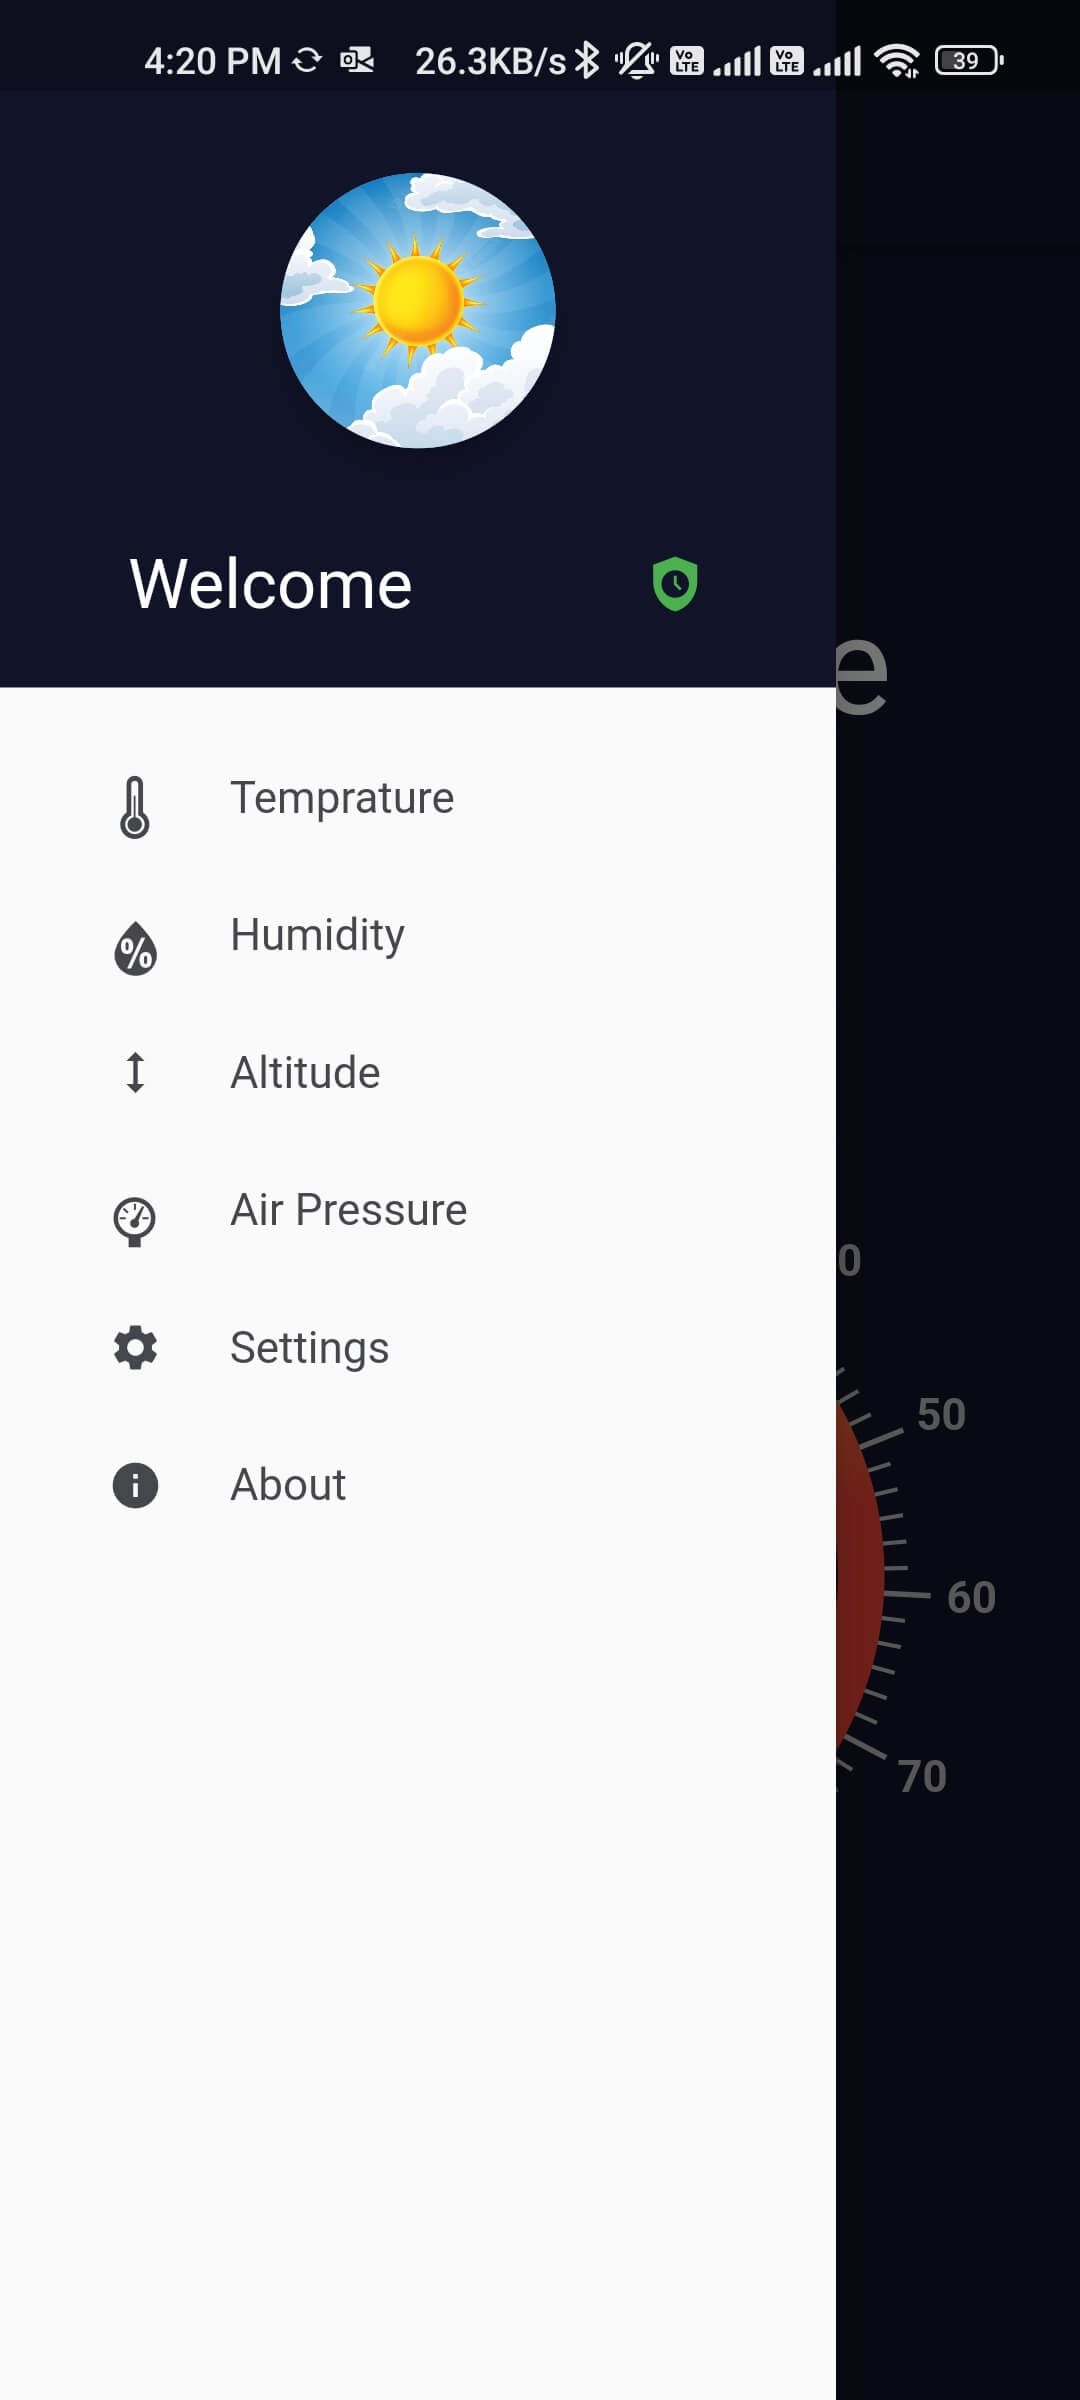 4:20 PM 26.3KB/s Vo LTE Vo LTE 39
Welcome
e
Temprature
Humidity
Altitude
Air Pressure
0
Settings
50
About
60
70